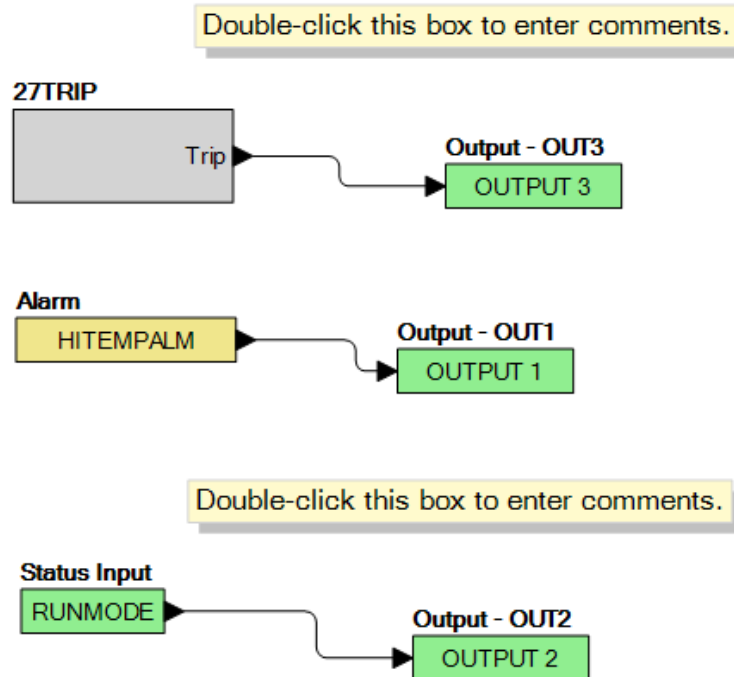 Double-click this box to enter comments.
27TRIP
Trip
Output - OUT3
OUTPUT 3
Alarm
HITEMPALM
Output - OUT1
OUTPUT 1
Double-click this box to enter comments.
Status Input
RUNMODE
Output - OUT2
OUTPUT 2